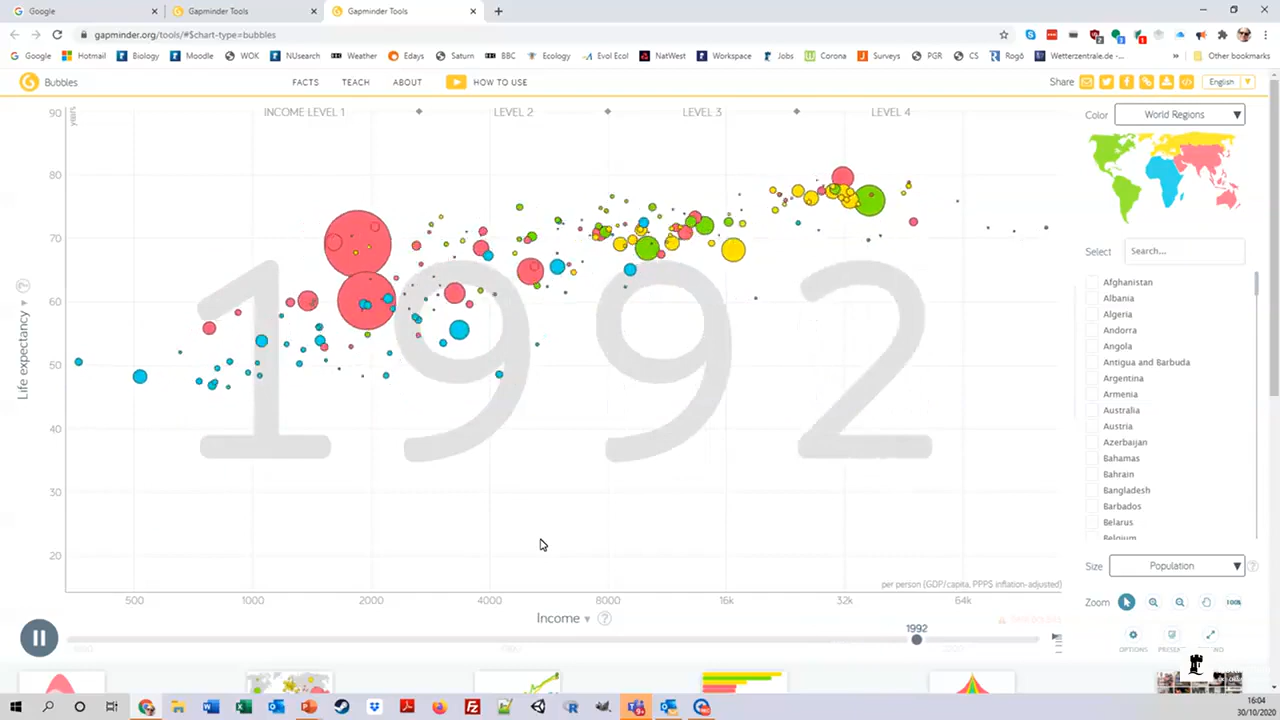 Google
Gapminder Tools
Gapminder Tools
gapminder.org/tools/#$chart-type=bubbles
Google Hotmail Biology Moodle WOK NUsearch Weather Edays Saturn BBC Ecology Evol Ecol NatWest Workspace Jobs Corona Surveys PGR CS Rogô Wetterzentrale.de -... » Other bookmarks
Bubbles FACTS TEACH ABOUT HOW TO USE Share English ▼
INCOME LEVEL 1 LEVEL 2 LEVEL 3 LEVEL 4
Color World Regions ▼
years
90
80
70
60
50
40
30
20
Life expectancy ▼ ?
1992
Select Search...
Afghanistan
Albania
Algeria
Andorra
Angola
Antigua and Barbuda
Argentina
Armenia
Australia
Austria
Azerbaijan
Bahamas
Bahrain
Bangladesh
Barbados
Belarus
Belgium
Size Population ▼ ?
per person (GDP/capita, PPP$ inflation-adjusted)
500 1000 2000 4000 8000 16k 32k 64k
Income ▼ ?
Zoom 100%
1992
OPTIONS
16:04
30/10/2020